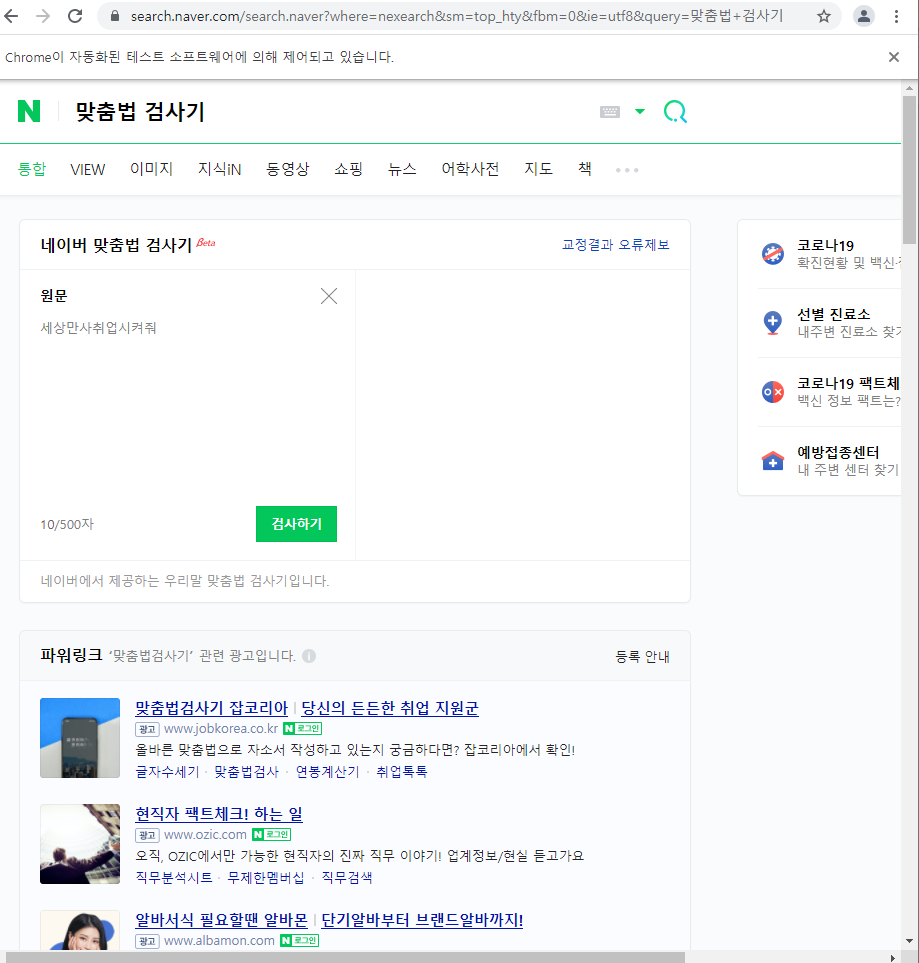 search.naver.com/search.naver?where=nexearch&sm=top_hty&fbm=0&ie=utf8&query=맞춤법+검사기
Chrome이 자동화된 테스트 소프트웨어에 의해 제어되고 있습니다.
N 맞춤법 검사기
통합 VIEW 이미지 지식iN 동영상 쇼핑 뉴스 어학사전 지도 책
네이버 맞춤법 검사기 Beta 교정결과 오류제보
원문
세상만사취업시켜줘
10/500자 검사하기
네이버에서 제공하는 우리말 맞춤법 검사기입니다.
코로나19
확진현황 및 백신·
선별 진료소
내주변 진료소 찾기
코로나19 팩트체
백신 정보 팩트는?
예방접종센터
내 주변 센터 찾기
파워링크 '맞춤법검사기' 관련 광고입니다. 등록 안내
맞춤법검사기 잡코리아 | 당신의 든든한 취업 지원군
광고 www.jobkorea.co.kr N 로그인
올바른 맞춤법으로 자소서 작성하고 있는지 궁금하다면? 잡코리아에서 확인!
글자수세기 · 맞춤법검사 · 연봉계산기 · 취업톡톡
현직자 팩트체크! 하는 일
광고 www.ozic.com N 로그인
오직, OZIC에서만 가능한 현직자의 진짜 직무 이야기! 업계정보/현실 듣고가요
직무분석시트 · 무제한멤버십 · 직무검색
알바서식 필요할땐 알바몬 | 단기알바부터 브랜드알바까지!
광고 www.albamon.com N 로그인